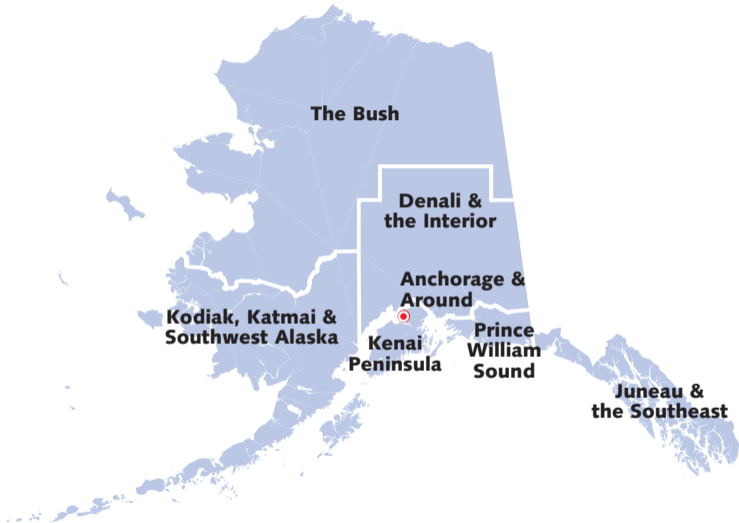 The Bush
Denali &
the Interior
Anchorage &
Around
Kodiak, Katmai &
Southwest Alaska
Kenai
Peninsula
Prince
William
Sound
Juneau &
the Southeast